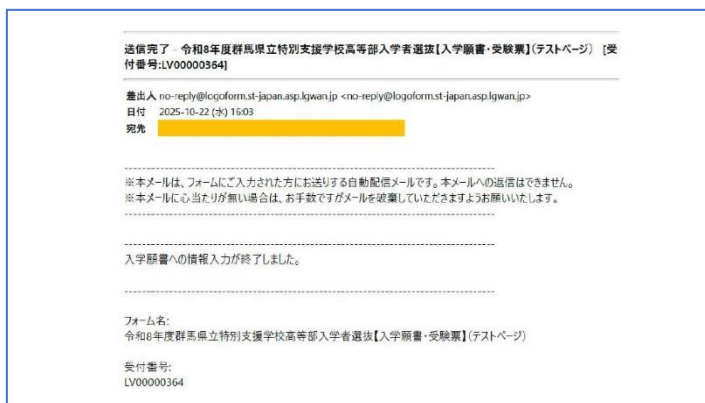 送信完了 - 令和8年度群馬県立特別支援学校高等部入学者選抜【入学願書・受験票】(テストページ) [受
付番号:LV00000364]
差出人 no-reply@logoform.st-japan.asp.lgwan.jp <no-reply@logoform.st-japan.asp.lgwan.jp>
日付 2025-10-22 (水) 16:03
宛先
※本メールは、フォームにご入力された方にお送りする自動配信メールです。本メールへの返信はできません。
※本メールに心当たりが無い場合は、お手数ですがメールを破棄していただきますようお願いいたします。
入学願書への情報入力が終了しました。
フォーム名:
令和8年度群馬県立特別支援学校高等部入学者選抜【入学願書・受験票】(テストページ)
受付番号:
LV00000364